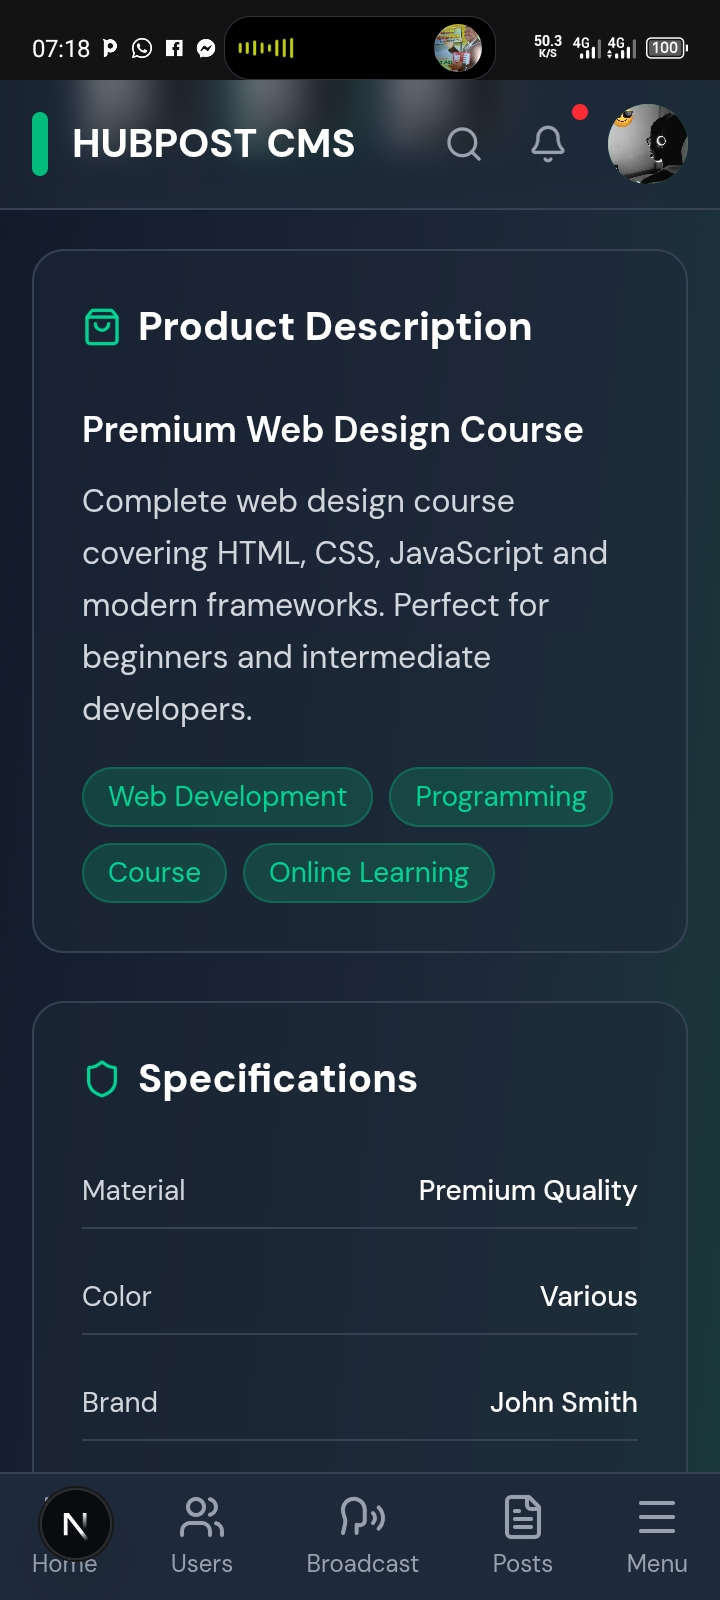 07:18
50.3
K/S
4G
4G
100
HUBPOST CMS
Product Description
Premium Web Design Course
Complete web design course
covering HTML, CSS, JavaScript and
modern frameworks. Perfect for
beginners and intermediate
developers.
Web Development Programming
Course Online Learning
Specifications
Material Premium Quality
Color Various
Brand John Smith
N
Home Users Broadcast Posts Menu